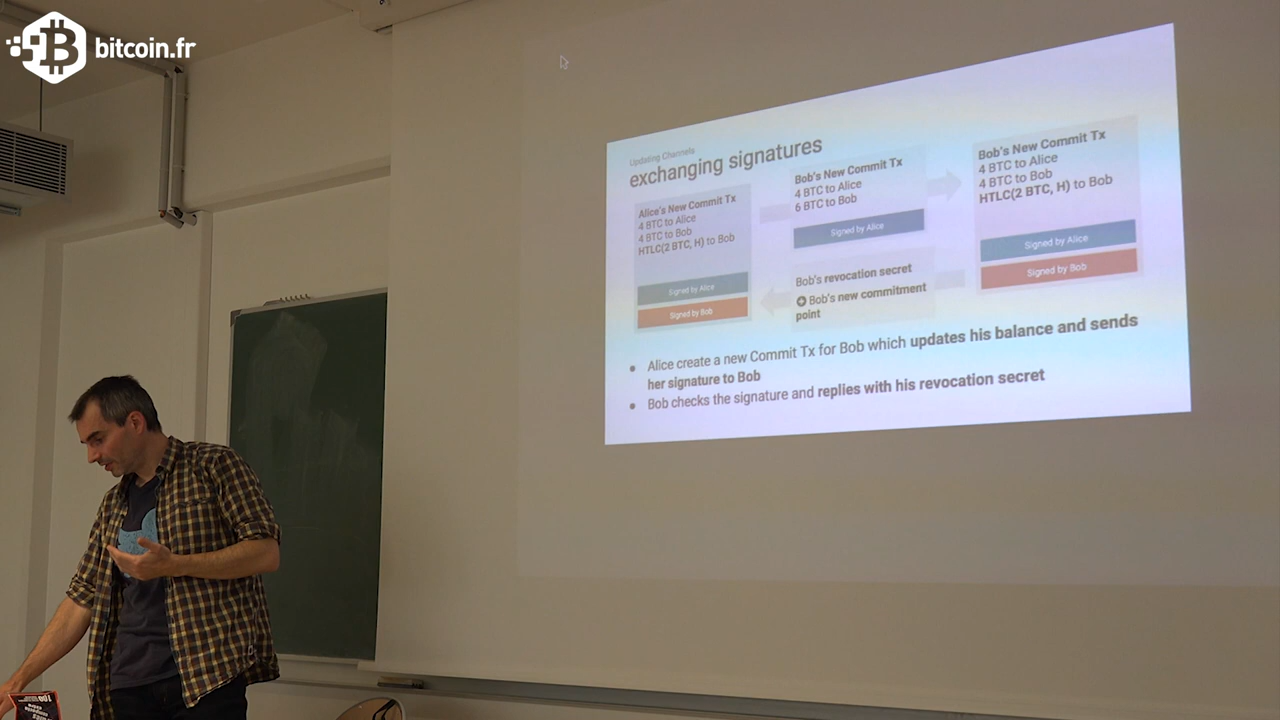 bitcoin.fr
Updating Channels
exchanging signatures
Alice's New Commit Tx
4 BTC to Alice
4 BTC to Bob
HTLC(2 BTC, H) to Bob
Signed by Alice
Signed by Bob
Bob's New Commit Tx
4 BTC to Alice
6 BTC to Bob
Signed by Alice
Bob's revocation secret
Bob's new commitment
point
Bob's New Commit Tx
4 BTC to Alice
4 BTC to Bob
HTLC(2 BTC, H) to Bob
Signed by Alice
Signed by Bob
Alice create a new Commit Tx for Bob which updates his balance and sends
her signature to Bob
Bob checks the signature and replies with his revocation secret